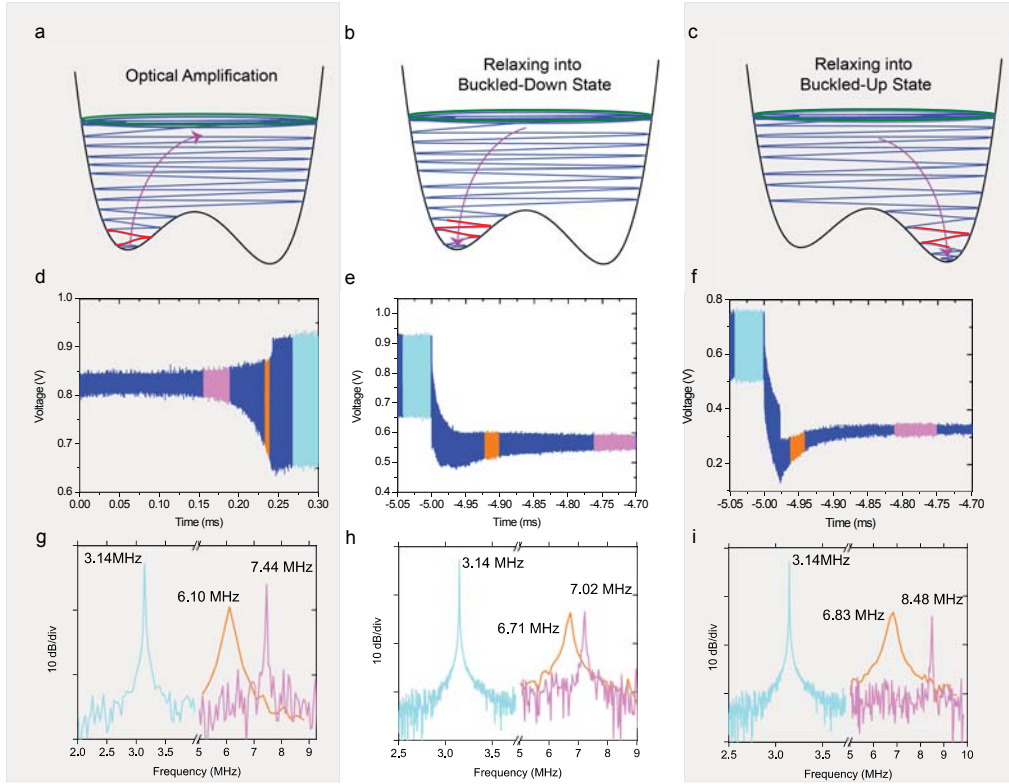 a
b
c
Optical Amplification
Relaxing into
Buckled-Down State
Relaxing into
Buckled-Up State
d
e
f
1.0
0.9
0.8
0.7
0.6
Voltage (V)
0.00 0.05 0.10 0.15 0.20 0.25 0.30
Time (ms)
1.0
0.9
0.8
0.7
0.6
0.5
0.4
Voltage (V)
-5.05 -5.00 -4.95 -4.90 -4.85 -4.80 -4.75 -4.70
Time (ms)
0.8
0.6
0.4
0.2
Voltage (V)
-5.05 -5.00 -4.95 -4.90 -4.85 -4.80 -4.75 -4.70
Time (ms)
g
h
i
3.14MHz
6.10 MHz
7.44 MHz
10 dB/div
2.0 2.5 3.0 3.5 5 6 7 8 9
Frequency (MHz)
3.14 MHz
6.71 MHz
7.02 MHz
10 dB/div
2.5 3.0 3.5 5 6 7 8 9
Frequency (MHz)
3.14MHz
6.83 MHz
8.48 MHz
10 dB/div
2.5 3.0 3.5 5 6 7 8 9 10
Frequency (MHz)